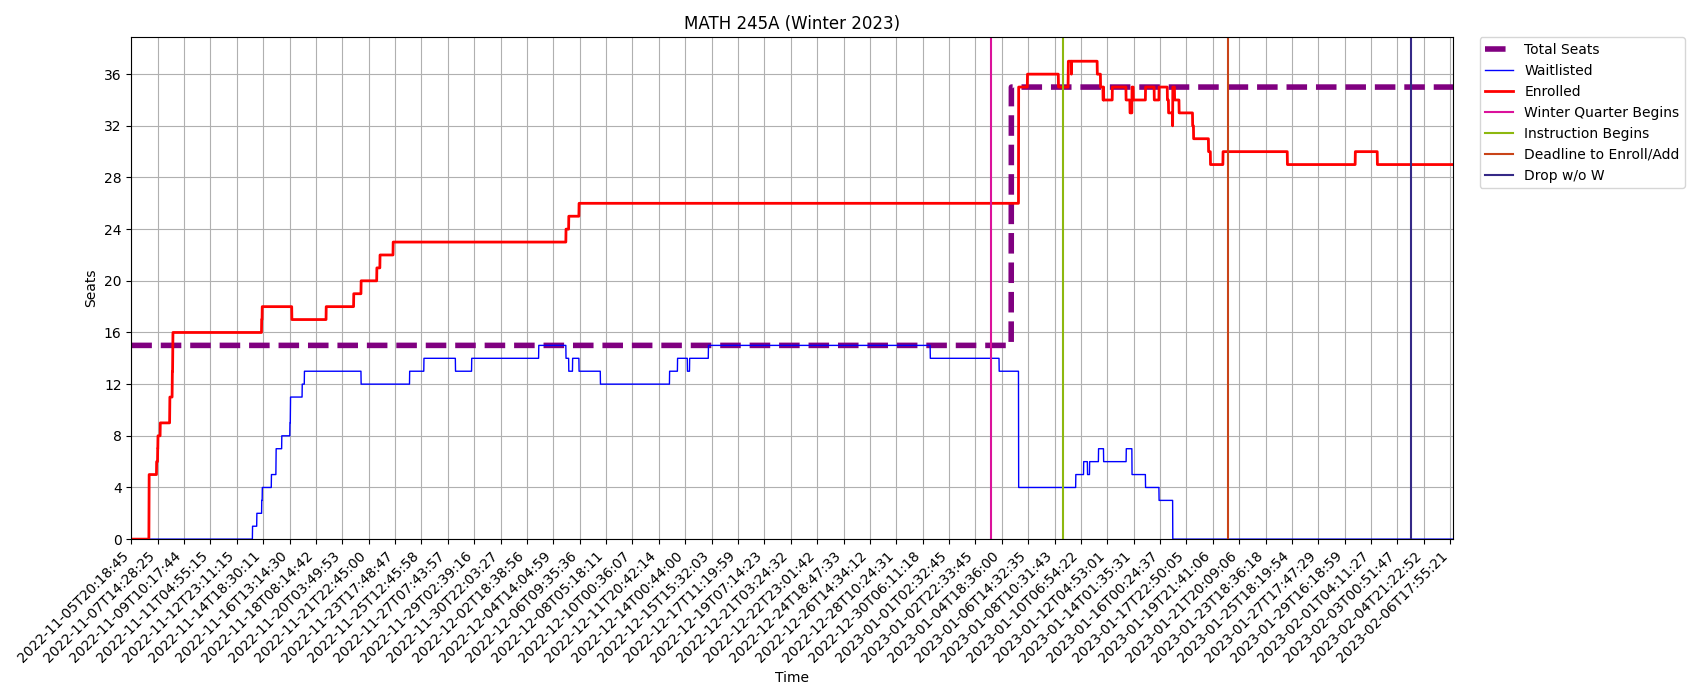 MATH 245A (Winter 2023)
Total Seats
Waitlisted
Enrolled
Winter Quarter Begins
Instruction Begins
Deadline to Enroll/Add
Drop w/o W
Seats
36
32
28
24
20
16
12
8
4
0
2022-11-05T20:18:45
2022-11-07T14:28:25
2022-11-09T10:17:44
2022-11-11T04:55:15
2022-11-12T23:11:15
2022-11-14T18:30:11
2022-11-16T13:14:30
2022-11-18T08:14:42
2022-11-20T03:49:53
2022-11-21T22:45:00
2022-11-23T17:48:47
2022-11-25T12:45:58
2022-11-27T07:43:57
2022-11-29T02:39:16
2022-11-30T22:03:27
2022-12-02T18:38:56
2022-12-04T14:04:59
2022-12-06T09:35:36
2022-12-08T05:18:11
2022-12-10T00:36:07
2022-12-11T20:42:14
2022-12-14T00:44:00
2022-12-15T15:32:03
2022-12-17T11:19:59
2022-12-19T07:14:23
2022-12-21T03:24:32
2022-12-22T23:01:42
2022-12-24T18:47:33
2022-12-26T14:34:12
2022-12-28T10:24:31
2022-12-30T06:11:18
2023-01-01T02:32:45
2023-01-02T22:33:45
2023-01-04T18:36:00
2023-01-06T14:32:35
2023-01-08T10:31:43
2023-01-10T06:54:22
2023-01-12T04:53:01
2023-01-14T01:35:31
2023-01-16T00:24:37
2023-01-17T22:50:05
2023-01-19T21:41:06
2023-01-21T20:09:06
2023-01-23T18:36:18
2023-01-25T18:19:54
2023-01-27T17:47:29
2023-01-29T16:18:59
2023-02-01T04:11:27
2023-02-03T00:51:47
2023-02-04T21:22:52
2023-02-06T17:55:21
Time